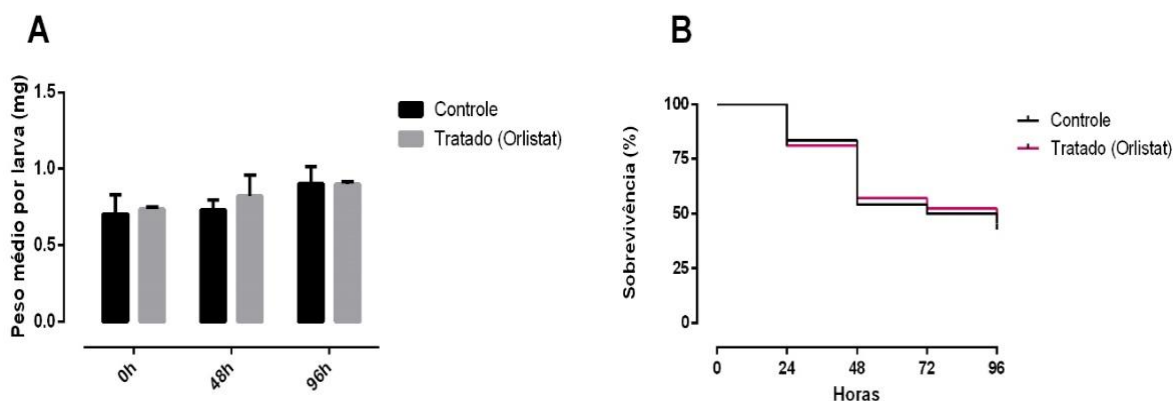 A
Peso médio por larva (mg)
1.5
1.0
0.5
0.0
0h
48h
96h
Controle
Tratado (Orlistat)
B
Sobrevivência (%)
100
75
50
25
0
0
24
48
72
96
Horas
Controle
Tratado (Orlistat)